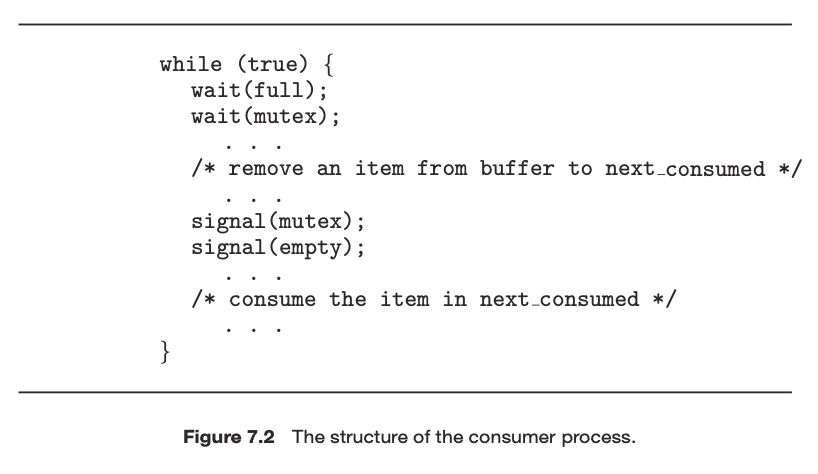 while (true) {
wait(full);
wait(mutex);
. . .
/* remove an item from buffer to next_consumed */
. . .
signal(mutex);
signal(empty);
. . .
/* consume the item in next_consumed */
. . .
}
Figure 7.2 The structure of the consumer process.